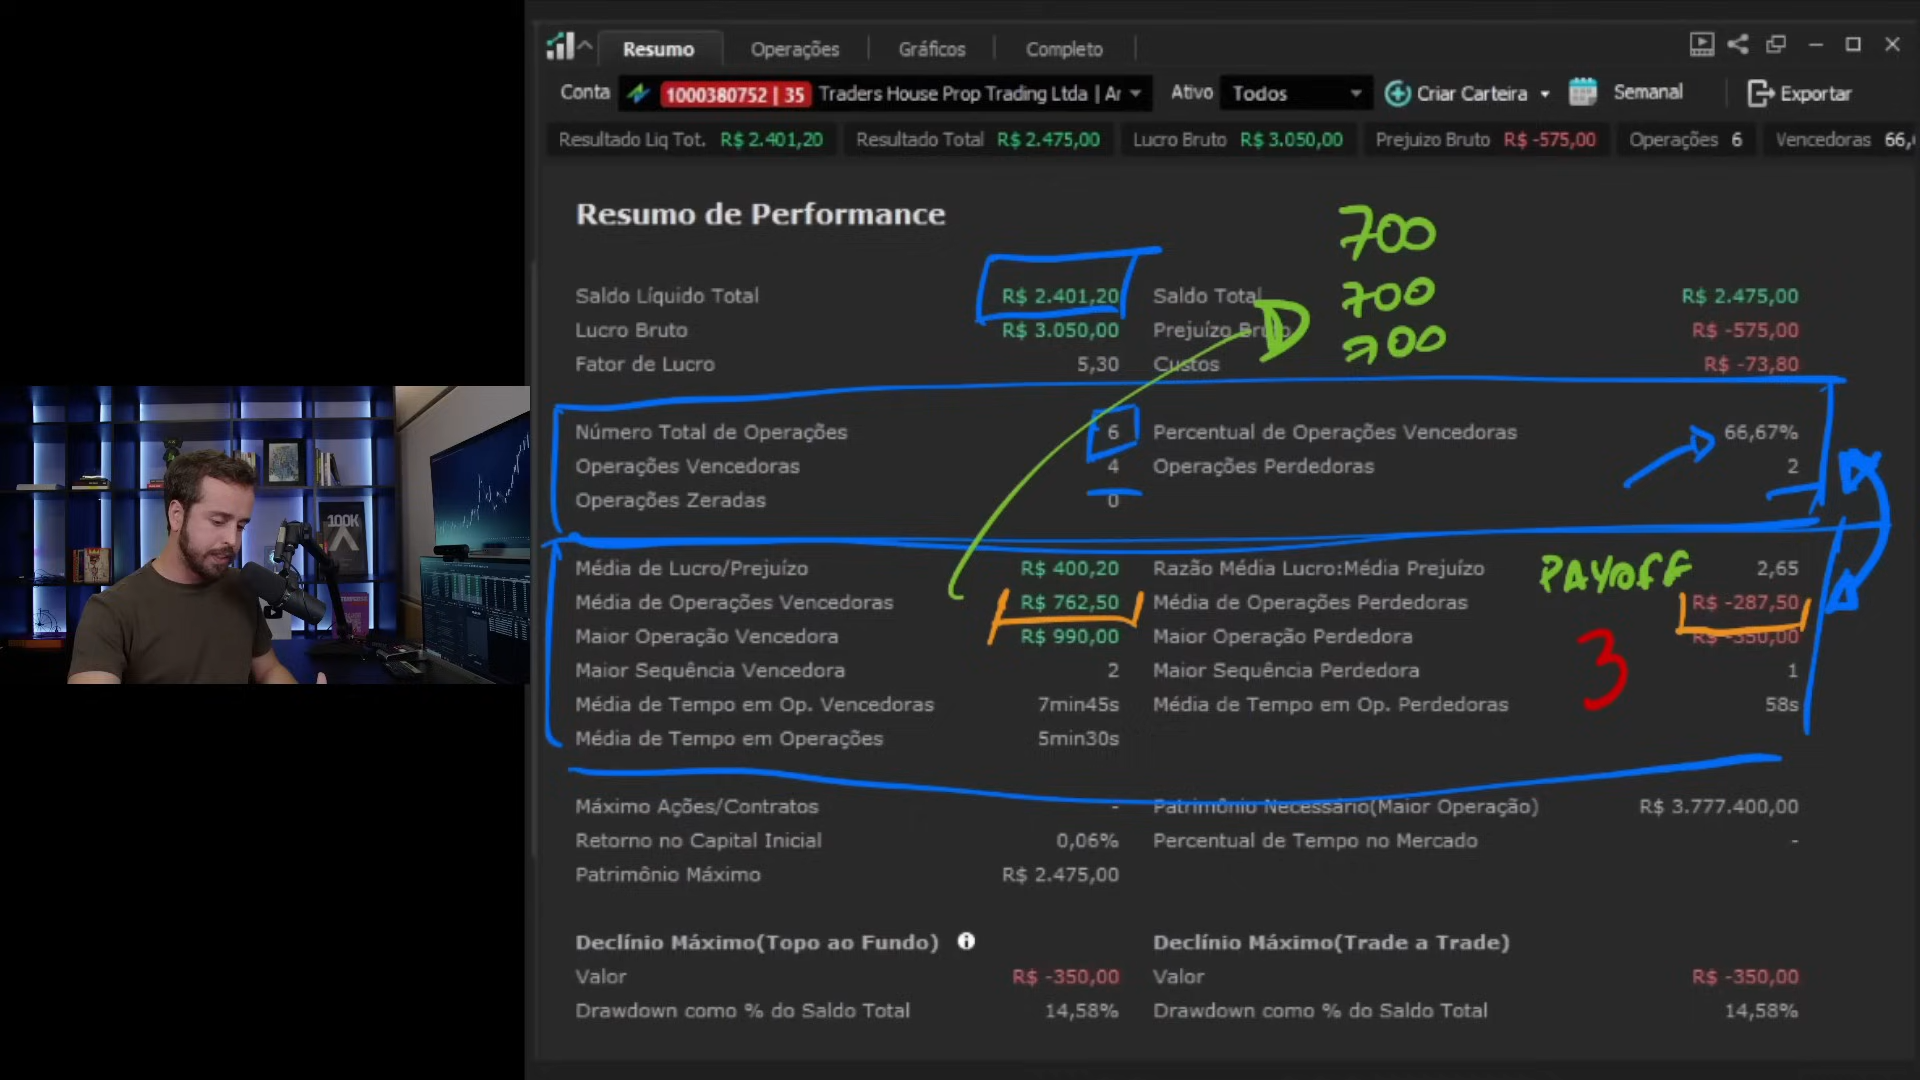 Resumo Operações Gráficos Completo
Conta 1000380752 | 35 Traders House Prop Trading Ltda | Ar Ativo Todos Criar Carteira Semanal Exportar
Resultado Liq Tot. R$ 2.401,20 Resultado Total R$ 2.475,00 Lucro Bruto R$ 3.050,00 Prejuizo Bruto R$ -575,00 Operações 6 Vencedoras 66,
Resumo de Performance
700
700
700
Saldo Líquido Total R$ 2.401,20 Saldo Total R$ 2.475,00
Lucro Bruto R$ 3.050,00 Prejuízo Bruto R$ -575,00
Fator de Lucro 5,30 Custos R$ -73,80
Número Total de Operações 6 Percentual de Operações Vencedoras 66,67%
Operações Vencedoras 4 Operações Perdedoras 2
Operações Zeradas 0
Média de Lucro/Prejuízo R$ 400,20 Razão Média Lucro:Média Prejuízo PAYOFF 2,65
Média de Operações Vencedoras R$ 762,50 Média de Operações Perdedoras R$ -287,50
Maior Operação Vencedora R$ 990,00 Maior Operação Perdedora R$ -350,00
3
Maior Sequência Vencedora 2 Maior Sequência Perdedora 1
Média de Tempo em Op. Vencedoras 7min45s Média de Tempo em Op. Perdedoras 58s
Média de Tempo em Operações 5min30s
Máximo Ações/Contratos - Patrimônio Necessário(Maior Operação) R$ 3.777.400,00
Retorno no Capital Inicial 0,06% Percentual de Tempo no Mercado -
Patrimônio Máximo R$ 2.475,00
Declínio Máximo(Topo ao Fundo) Declínio Máximo(Trade a Trade)
Valor R$ -350,00 Valor R$ -350,00
Drawdown como % do Saldo Total 14,58% Drawdown como % do Saldo Total 14,58%
100K